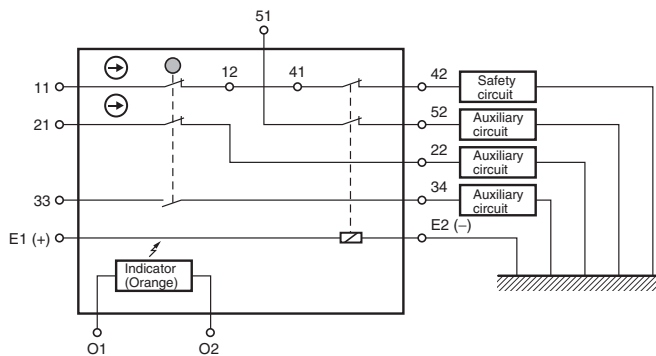 51
11
12
41
42
Safety
circuit
21
52
Auxiliary
circuit
22
Auxiliary
circuit
33
34
Auxiliary
circuit
E1 (+)
E2 (−)
Indicator
(Orange)
O1
O2